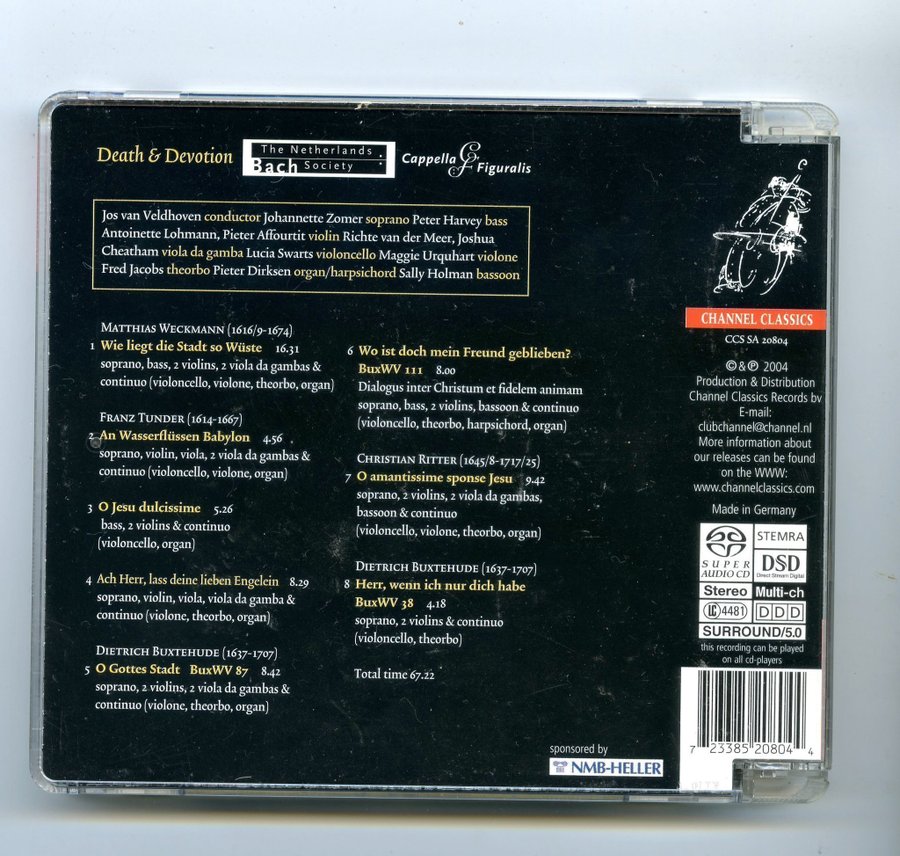 Death & Devotion
The Netherlands
Bach Society
Cappella
Figuralis
Jos van Veldhoven conductor Johannette Zomer soprano Peter Harvey bass
Antoinette Lohmann, Pieter Affourtit violin Richte van der Meer, Joshua
Cheatham viola da gamba Lucia Swarts violoncello Maggie Urquhart violone
Fred Jacobs theorbo Pieter Dirksen organ/harpsichord Sally Holman bassoon
Matthias Weckmann (1616/9-1674)
1 Wie liegt die Stadt so Wüste 16.31
soprano, bass, 2 violins, 2 viola da gambas &
continuo (violoncello, violone, theorbo, organ)
Franz Tunder (1614-1667)
2 An Wasserflüssen Babylon 4.56
soprano, violin, viola, 2 viola da gambas &
continuo (violoncello, violone, organ)
3 O Jesu dulcissime 5.26
bass, 2 violins & continuo
(violoncello, organ)
4 Ach Herr, lass deine lieben Engelein 8.29
soprano, violin, viola, viola da gamba &
continuo (violone, theorbo, organ)
Dietrich Buxtehude (1637-1707)
5 O Gottes Stadt BuxWV 87 8.42
soprano, 2 violins, 2 viola da gambas &
continuo (violone, theorbo, organ)
6 Wo ist doch mein Freund geblieben?
BuxWV 111 8.00
Dialogus inter Christum et fidelem animam
soprano, bass, 2 violins, bassoon & continuo
(violoncello, theorbo, harpsichord, organ)
Christian Ritter (1645/8-1717/25)
7 O amantissime sponse Jesu 9.42
soprano, 2 violins, 2 viola da gambas,
bassoon & continuo
(violoncello, violone, theorbo, organ)
Dietrich Buxtehude (1637-1707)
8 Herr, wenn ich nur dich habe
BuxWV 38 4.18
soprano, 2 violins & continuo
(violoncello, theorbo)
Total time 67.22
sponsored by
NMB-HELLER
CHANNEL CLASSICS
CCS SA 20804
© & ℗ 2004
Production & Distribution
Channel Classics Records bv
E-mail:
clubchannel@channel.nl
More information about
our releases can be found
on the WWW:
www.channelclassics.com
Made in Germany
SUPER AUDIO CD
STEMRA
DSD
Direct Stream Digital
Stereo Multi-ch
LC 4481 DDD
SURROUND/5.0
this recording can be played
on all cd-players
7 23385 20804 4